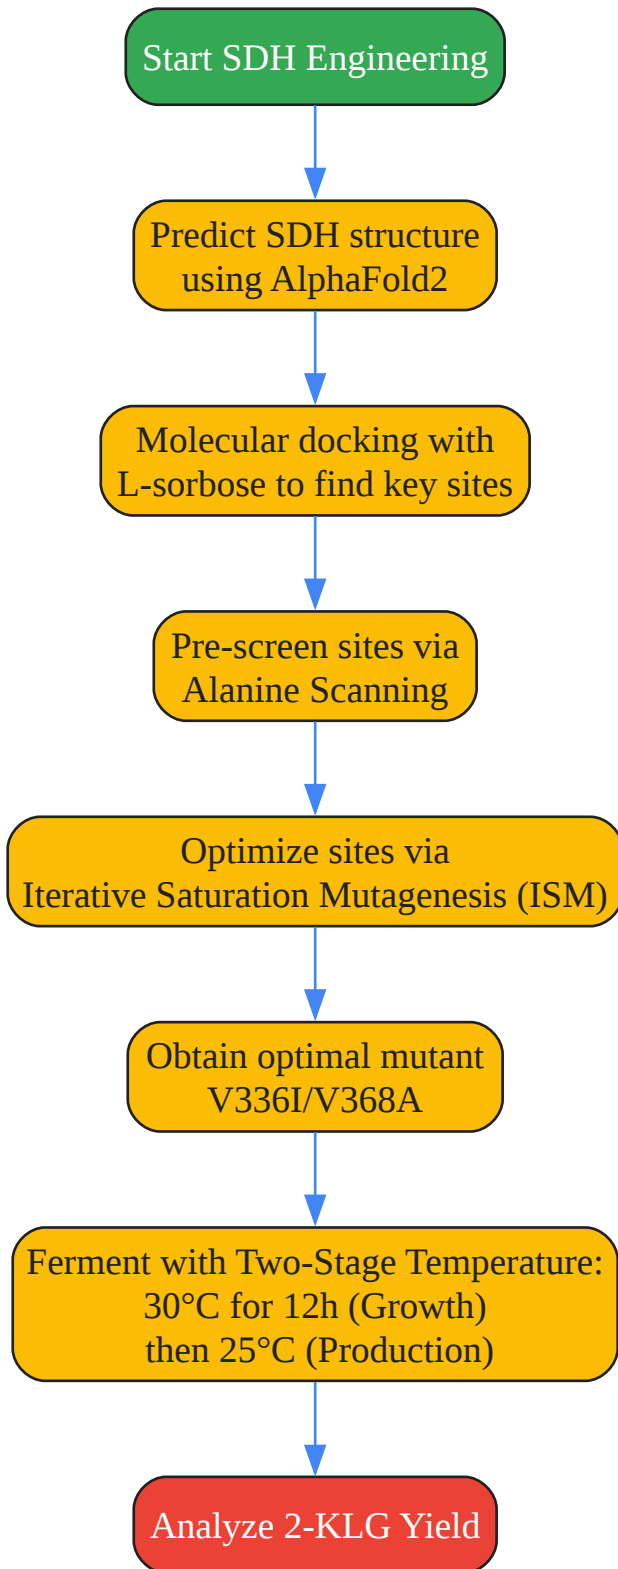 Start SDH Engineering
Predict SDH structure
using AlphaFold2
Molecular docking with
L-sorbose to find key sites
Pre-screen sites via
Alanine Scanning
Optimize sites via
Iterative Saturation Mutagenesis (ISM)
Obtain optimal mutant
V336I/V368A
Ferment with Two-Stage Temperature:
30°C for 12h (Growth)
then 25°C (Production)
Analyze 2-KLG Yield